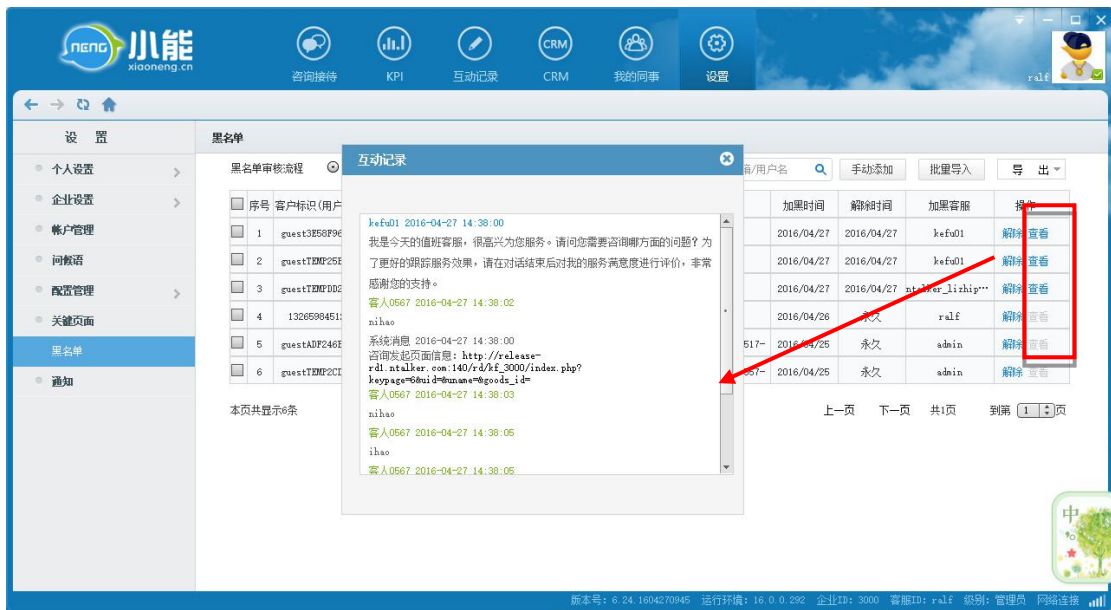 neng 小能
xiaoneng.cn
咨询接待 KPI 互动记录 CRM CRM 我的同事 设置
ralf
设 置
黑名单
个人设置
企业设置
帐户管理
问候语
配置管理
关键页面
黑名单
通知
黑名单审核流程
箱/用户名 手动添加 批量导入 导 出
序号 客户标识(用户 加黑时间 解除时间 加黑客服 操作
1 guest3E58F96 2016/04/27 2016/04/27 kefu01 解除 查看
2 guestTEMP25E 2016/04/27 2016/04/27 kefu01 解除 查看
3 guestTEMPDD2 2016/04/27 2016/04/27 ntalker_lizhip… 解除 查看
4 1326598451 2016/04/26 永久 ralf 解除 查看
5 guestADF246E 517- 2016/04/25 永久 admin 解除 查看
6 guestTEMP2CD 2016/04/25 永久 admin 解除 查看
本页共显示6条 上一页 下一页 共1页 到第 1 页
互动记录
kefu01 2016-04-27 14:38:00
我是今天的值班客服，很高兴为您服务。请问您需要咨询哪方面的问题？为
了更好的跟踪服务效果，请在对话结束后对我的服务满意度进行评价，非常
感谢您的支持。
客人0567 2016-04-27 14:38:02
nihao
系统消息 2016-04-27 14:38:00
咨询发起页面信息: http://release-
rd1.ntalker.com:140/rd/kf_3000/index.php?
keypage=6&uid=&uname=&goods_id=
客人0567 2016-04-27 14:38:03
nihao
客人0567 2016-04-27 14:38:05
ihao
客人0567 2016-04-27 14:38:05
中
版本号: 6.24.1604270945 运行环境: 16.0.0.292 企业ID: 3000 客服ID: ralf 级别: 管理员 网络连接